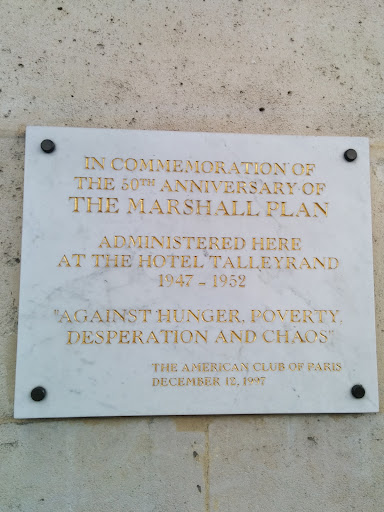 IN COMMEMORATION OF
THE 50TH ANNIVERSARY OF
THE MARSHALL PLAN
ADMINISTERED HERE
AT THE HOTEL TALLEYRAND
1947 - 1952
"AGAINST HUNGER, POVERTY,
DESPERATION AND CHAOS"
THE AMERICAN CLUB OF PARIS
DECEMBER 12, 1997